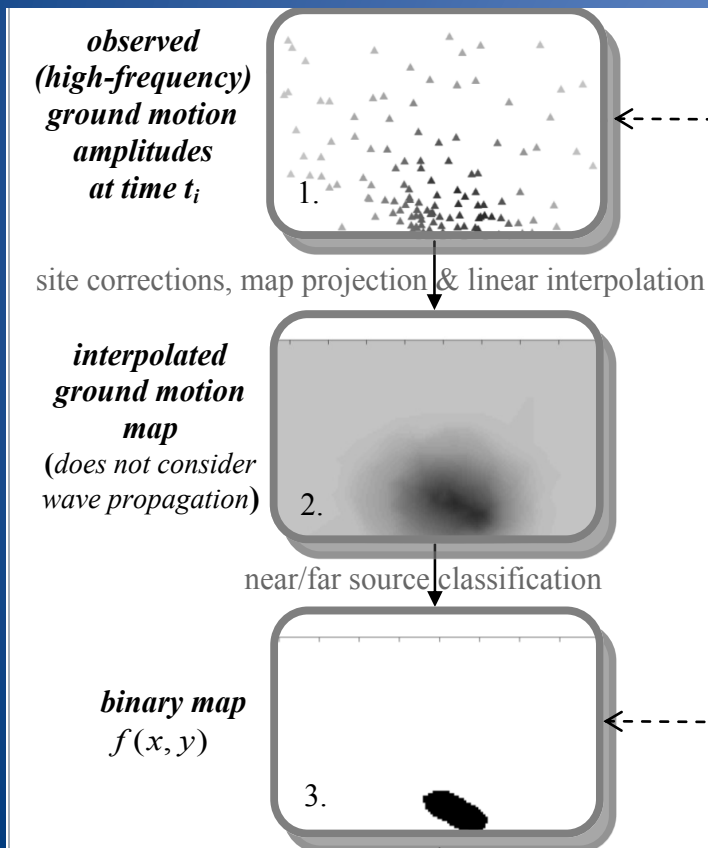 observed
(high-frequency)
ground motion
amplitudes
at time tᵢ
1.
site corrections, map projection & linear interpolation
interpolated
ground motion
map
(does not consider
wave propagation)
2.
near/far source classification
binary map
f(x, y)
3.